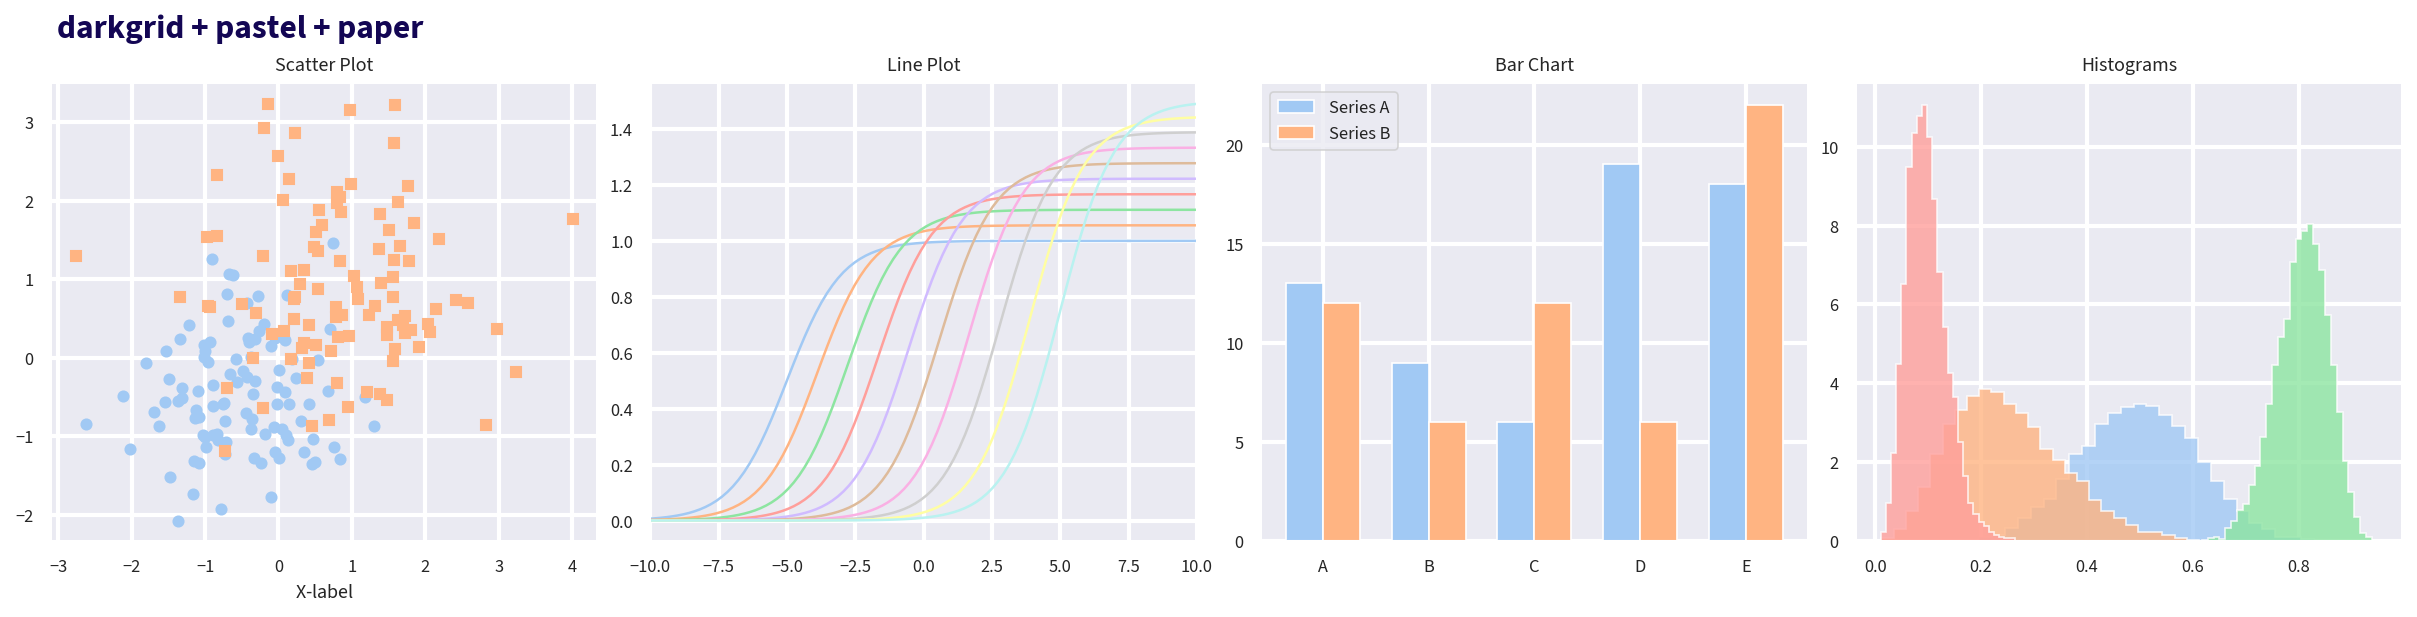 darkgrid + pastel + paper
Scatter Plot
3
2
1
0
−1
−2
−3 −2 −1 0 1 2 3 4
X-label
Line Plot
1.4
1.2
1.0
0.8
0.6
0.4
0.2
0.0
−10.0 −7.5 −5.0 −2.5 0.0 2.5 5.0 7.5 10.0
Bar Chart
Series A
Series B
20
15
10
5
0
A B C D E
Histograms
10
8
6
4
2
0
0.0 0.2 0.4 0.6 0.8